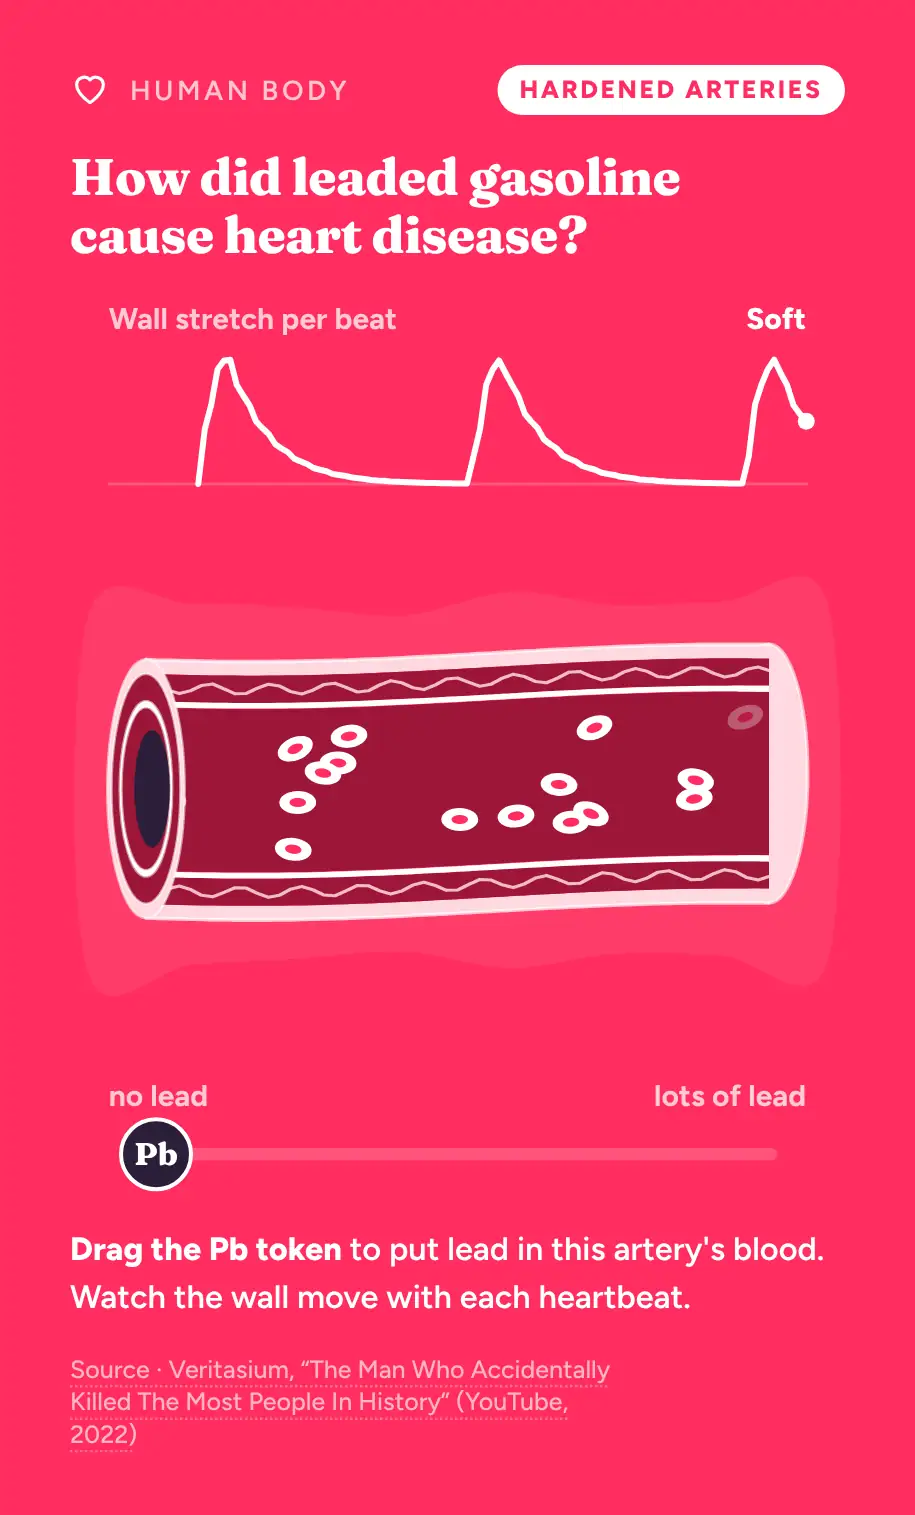 HUMAN BODY
HARDENED ARTERIES
How did leaded gasoline
cause heart disease?
Wall stretch per beat
Soft
no lead
lots of lead
Pb
Drag the Pb token to put lead in this artery's blood.
Watch the wall move with each heartbeat.
Source · Veritasium, “The Man Who Accidentally
Killed The Most People In History” (YouTube,
2022)